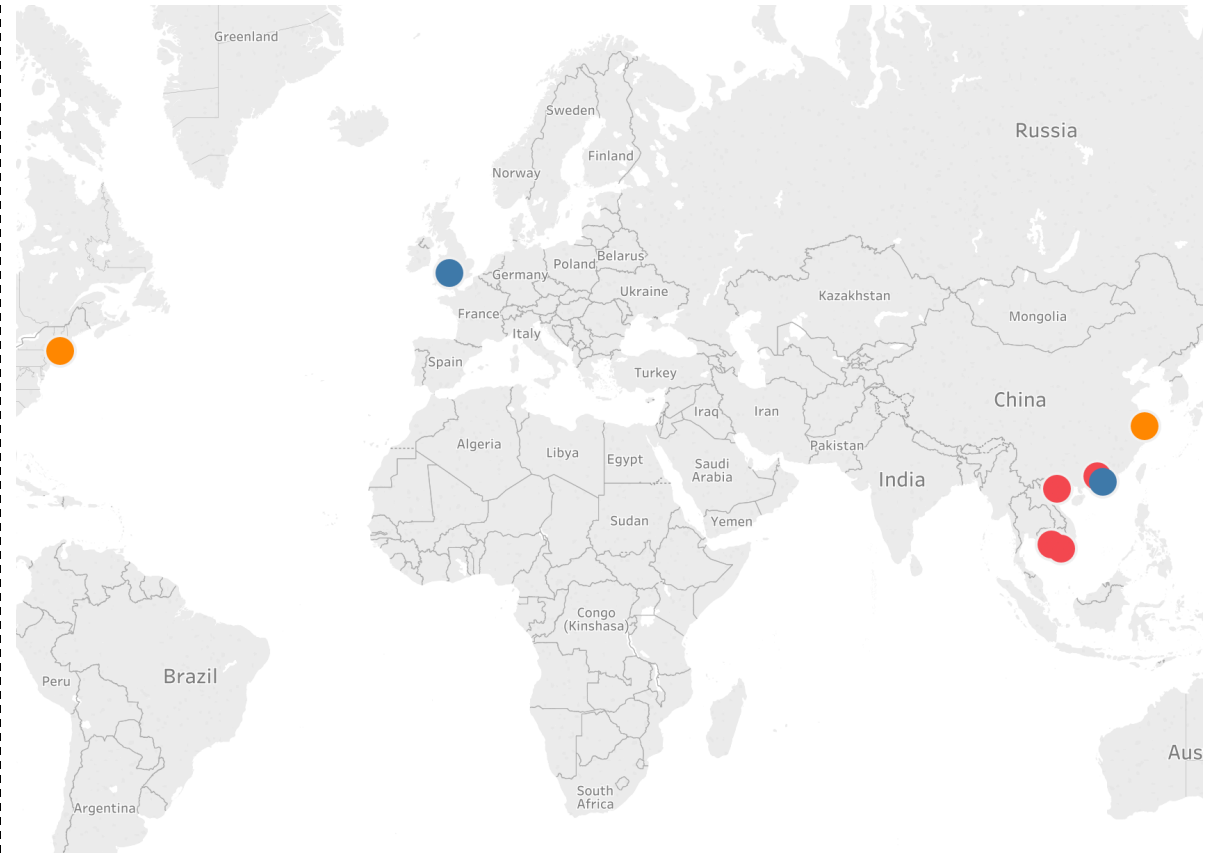 Greenland
Russia
Sweden
Finland
Norway
Belarus
Poland
Germany
Ukraine
Kazakhstan
France
Mongolia
Italy
Spain
Turkey
China
Iraq
Iran
Algeria
Libya
Egypt
Pakistan
Saudi
Arabia
India
Sudan
Yemen
Congo
(Kinshasa)
Brazil
Peru
Aus
South
Africa
Argentina